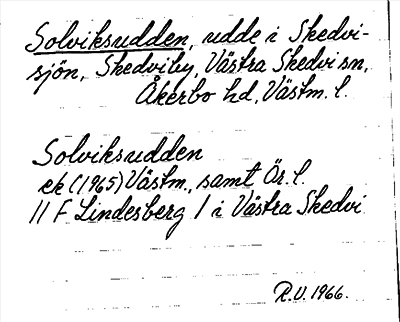 Solviksudden, udde i Skedvi-
sjön, Skedviby, Västra Skedvi sn,
Åkerbo hd, Västm. l.
Solviksudden
ek (1965) Västm., samt Ör. l.
11 F Lindesberg / i Västra Skedvi
R.U. 1966.